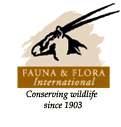 FAUNA & FLORA
International
Conserving wildlife
since 1903